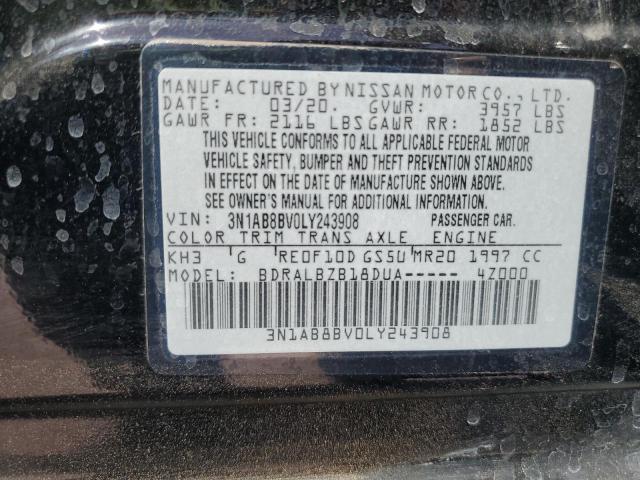 MANUFACTURED BY NISSAN MOTOR CO., LTD.
DATE: 03/20. GVWR: 3957 LBS
GAWR FR: 2116 LBS GAWR RR: 1852 LBS
THIS VEHICLE CONFORMS TO ALL APPLICABLE FEDERAL MOTOR
VEHICLE SAFETY, BUMPER AND THEFT PREVENTION STANDARDS
IN EFFECT ON THE DATE OF MANUFACTURE SHOWN ABOVE.
SEE OWNER'S MANUAL FOR ADDITIONAL INFORMATION.
VIN: 3N1AB8BV0LY243908 PASSENGER CAR.
COLOR TRIM TRANS AXLE ENGINE
KH3 G RE0F10D GS5U MR20 1997 CC
MODEL: BDRALBZB18DUA----- 4Z000
3N1AB8BV0LY243908